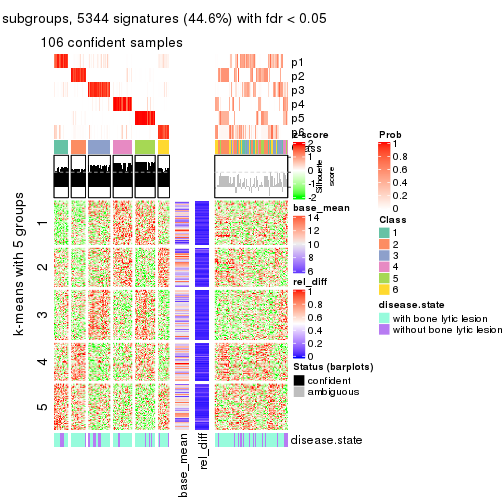 subgroups, 5344 signatures (44.6%) with fdr < 0.05
106 confident samples
p1
p2
p3
p4
p5
p6
Class
Silhouette
score
k-means with 5 groups
1
2
3
4
5
disease.state
base_mean
rel_diff
z-score
2
1
0
-1
-2
base_mean
14
12
10
8
6
rel_diff
1
0.8
0.6
0.4
0.2
0
Status (barplots)
confident
ambiguous
Prob
1
0.8
0.6
0.4
0.2
0
Class
1
2
3
4
5
6
disease.state
with bone lytic lesion
without bone lytic lesion